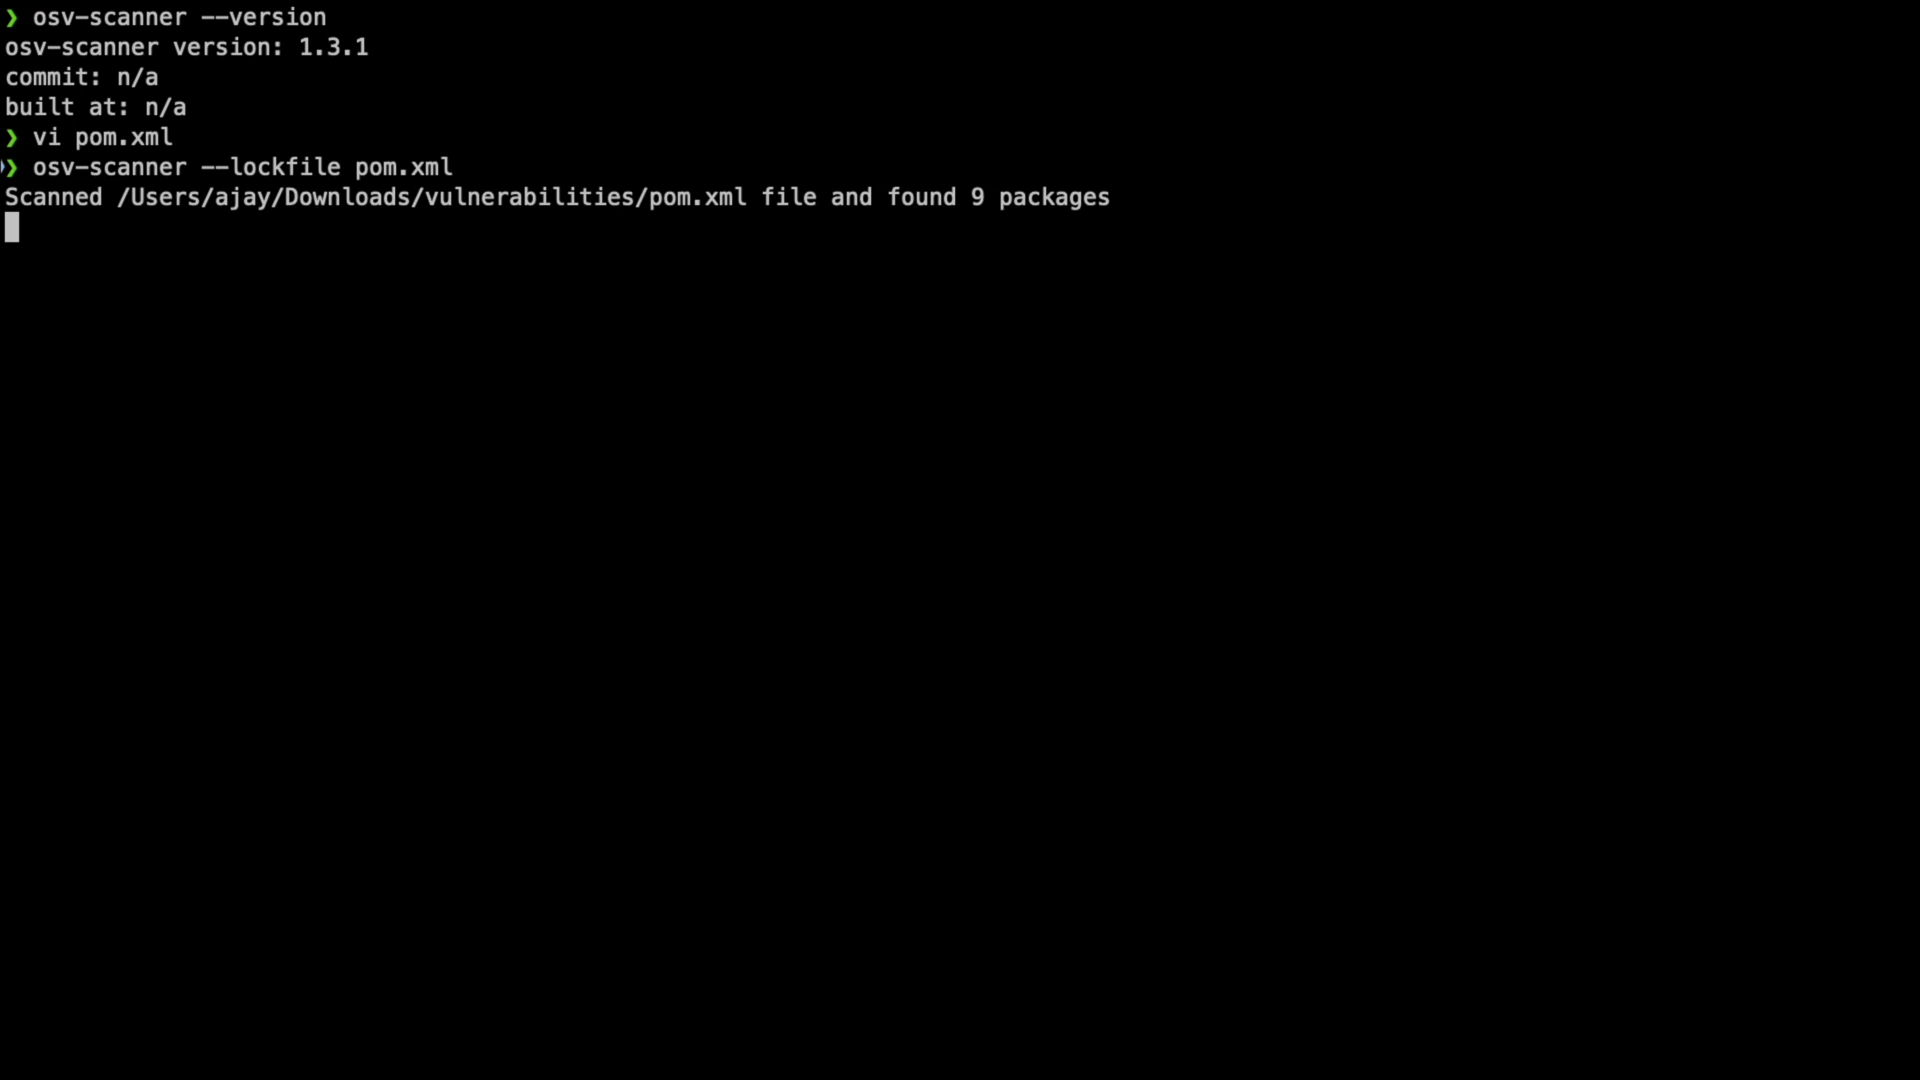 ❯ osv-scanner --version
osv-scanner version: 1.3.1
commit: n/a
built at: n/a
❯ vi pom.xml
❯ osv-scanner --lockfile pom.xml
Scanned /Users/ajay/Downloads/vulnerabilities/pom.xml file and found 9 packages